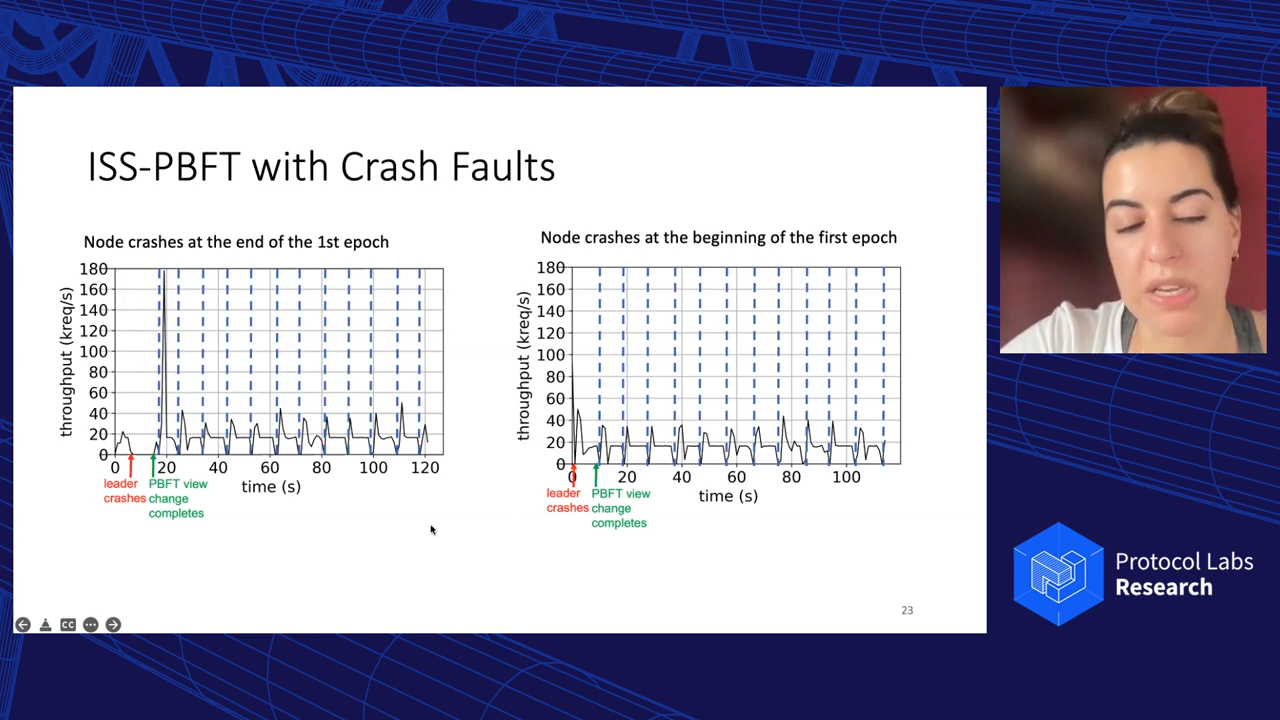 ISS-PBFT with Crash Faults
Node crashes at the end of the 1st epoch
180
160
140
120
100
80
60
40
20
0
throughput (kreq/s)
0 20 40 60 80 100 120
time (s)
leader
crashes
PBFT view
change
completes
Node crashes at the beginning of the first epoch
180
160
140
120
100
80
60
40
20
0
throughput (kreq/s)
0 20 40 60 80 100
time (s)
leader
crashes
PBFT view
change
completes
23
CC
Protocol Labs
Research